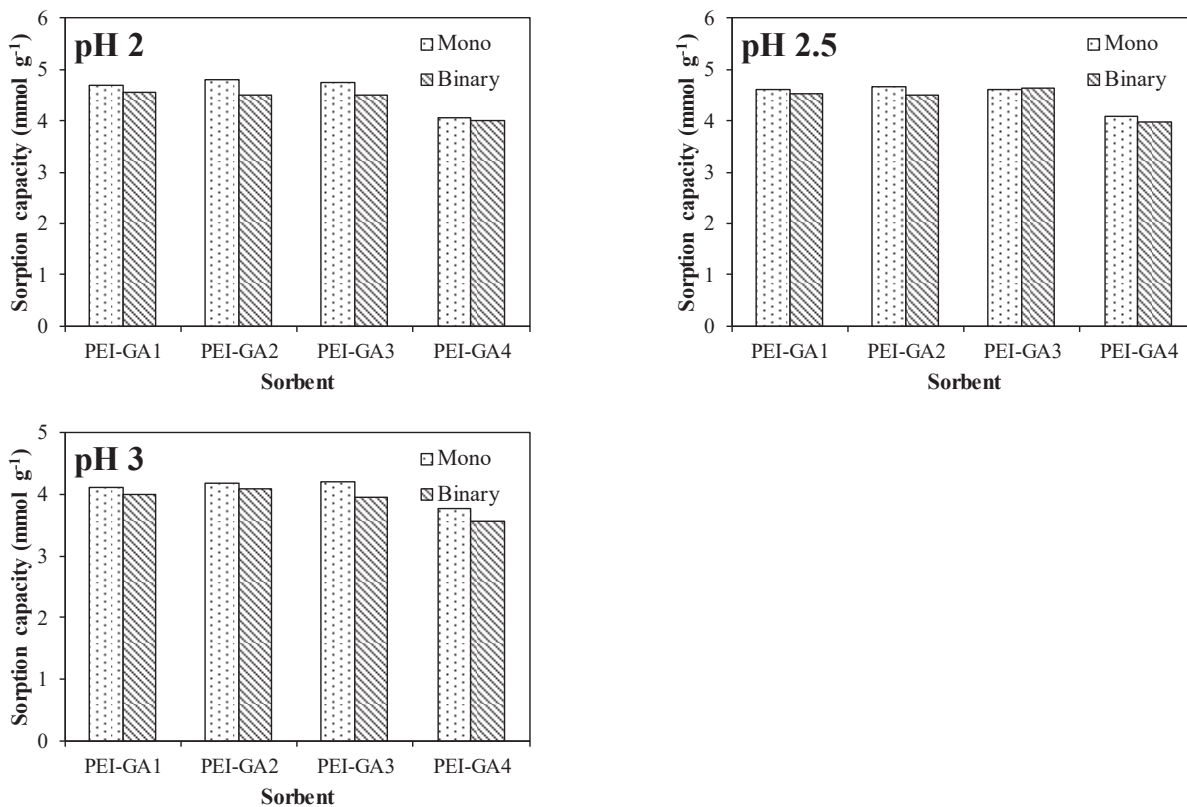 pH 2
Mono
Binary
Sorption capacity (mmol g-1)
6
5
4
3
2
1
0
PEI-GA1 PEI-GA2 PEI-GA3 PEI-GA4
Sorbent
pH 2.5
Mono
Binary
Sorption capacity (mmol g-1)
6
5
4
3
2
1
0
PEI-GA1 PEI-GA2 PEI-GA3 PEI-GA4
Sorbent
pH 3
Mono
Binary
Sorption capacity (mmol g-1)
5
4
3
2
1
0
PEI-GA1 PEI-GA2 PEI-GA3 PEI-GA4
Sorbent